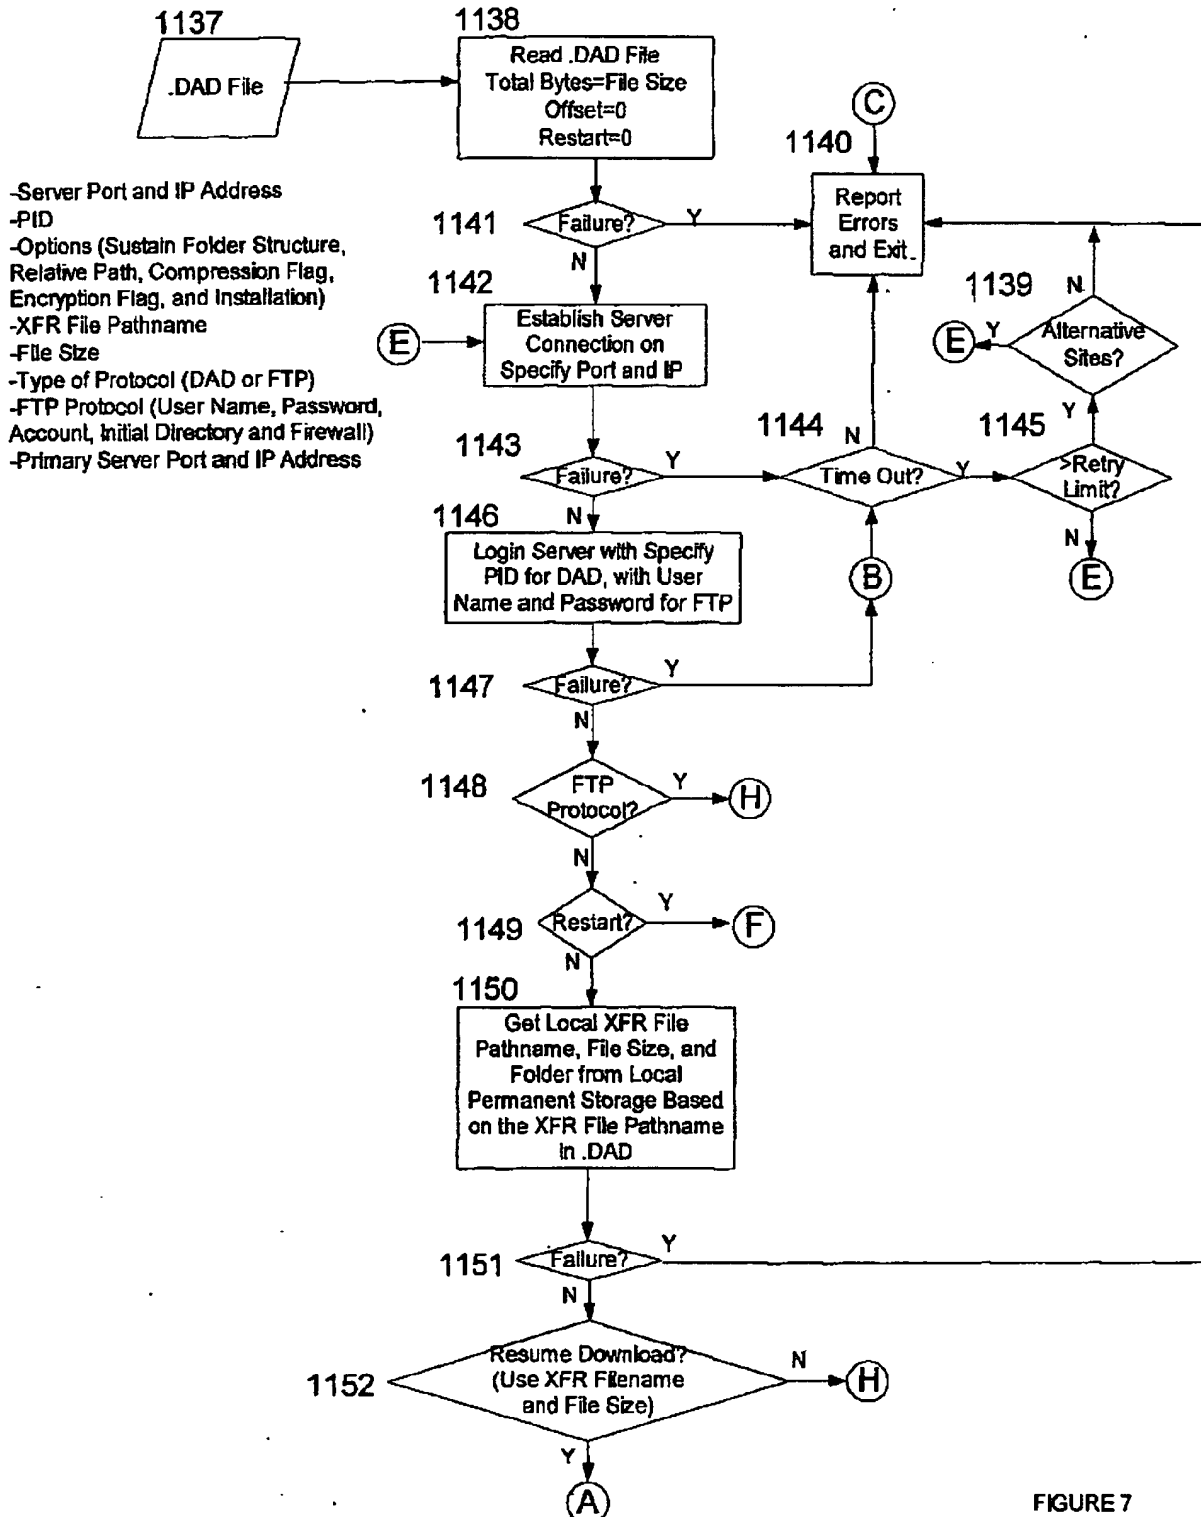 1137
.DAD File
1138
Read .DAD File
Total Bytes=File Size
Offset=0
Restart=0
-Server Port and IP Address
-PID
-Options (Sustain Folder Structure,
Relative Path, Compression Flag,
Encryption Flag, and Installation)
-XFR File Pathname
-File Size
-Type of Protocol (DAD or FTP)
-FTP Protocol (User Name, Password,
Account, Initial Directory and Firewall)
-Primary Server Port and IP Address
C
1140
Report
Errors
and Exit
1141
Failure?
Y
N
1142
E
Establish Server
Connection on
Specify Port and IP
1139
N
Alternative
Sites?
Y
E
1143
Failure?
Y
N
1144
N
Time Out?
Y
1145
Y
>Retry
Limit?
N
E
1146
Login Server with Specify
PID for DAD, with User
Name and Password for FTP
B
1147
Failure?
Y
N
1148
FTP
Protocol?
Y
H
N
1149
Restart?
Y
F
N
1150
Get Local XFR File
Pathname, File Size, and
Folder from Local
Permanent Storage Based
on the XFR File Pathname
in .DAD
1151
Failure?
Y
N
1152
Resume Download?
(Use XFR Filename
and File Size)
N
H
Y
A
FIGURE 7